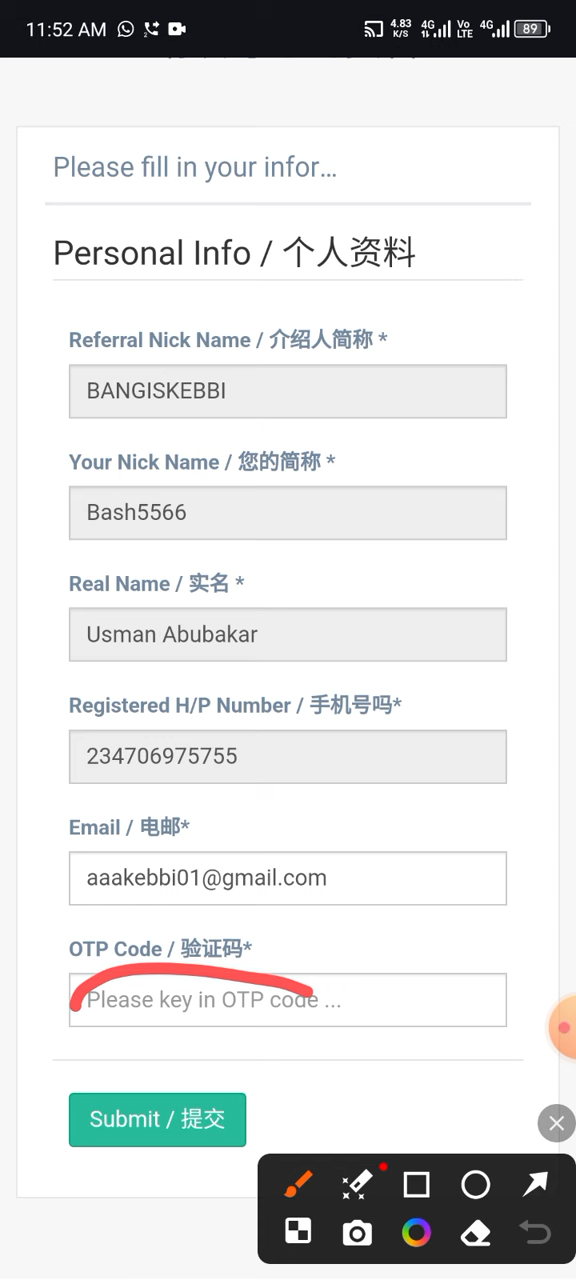 11:52 AM 4.83 K/S 4G Vo LTE 4G 89
Please fill in your infor...
Personal Info / 个人资料
Referral Nick Name / 介绍人简称 *
BANGISKEBBI
Your Nick Name / 您的简称 *
Bash5566
Real Name / 实名 *
Usman Abubakar
Registered H/P Number / 手机号吗*
234706975755
Email / 电邮*
aaakebbi01@gmail.com
OTP Code / 验证码*
Please key in OTP code ...
Submit / 提交